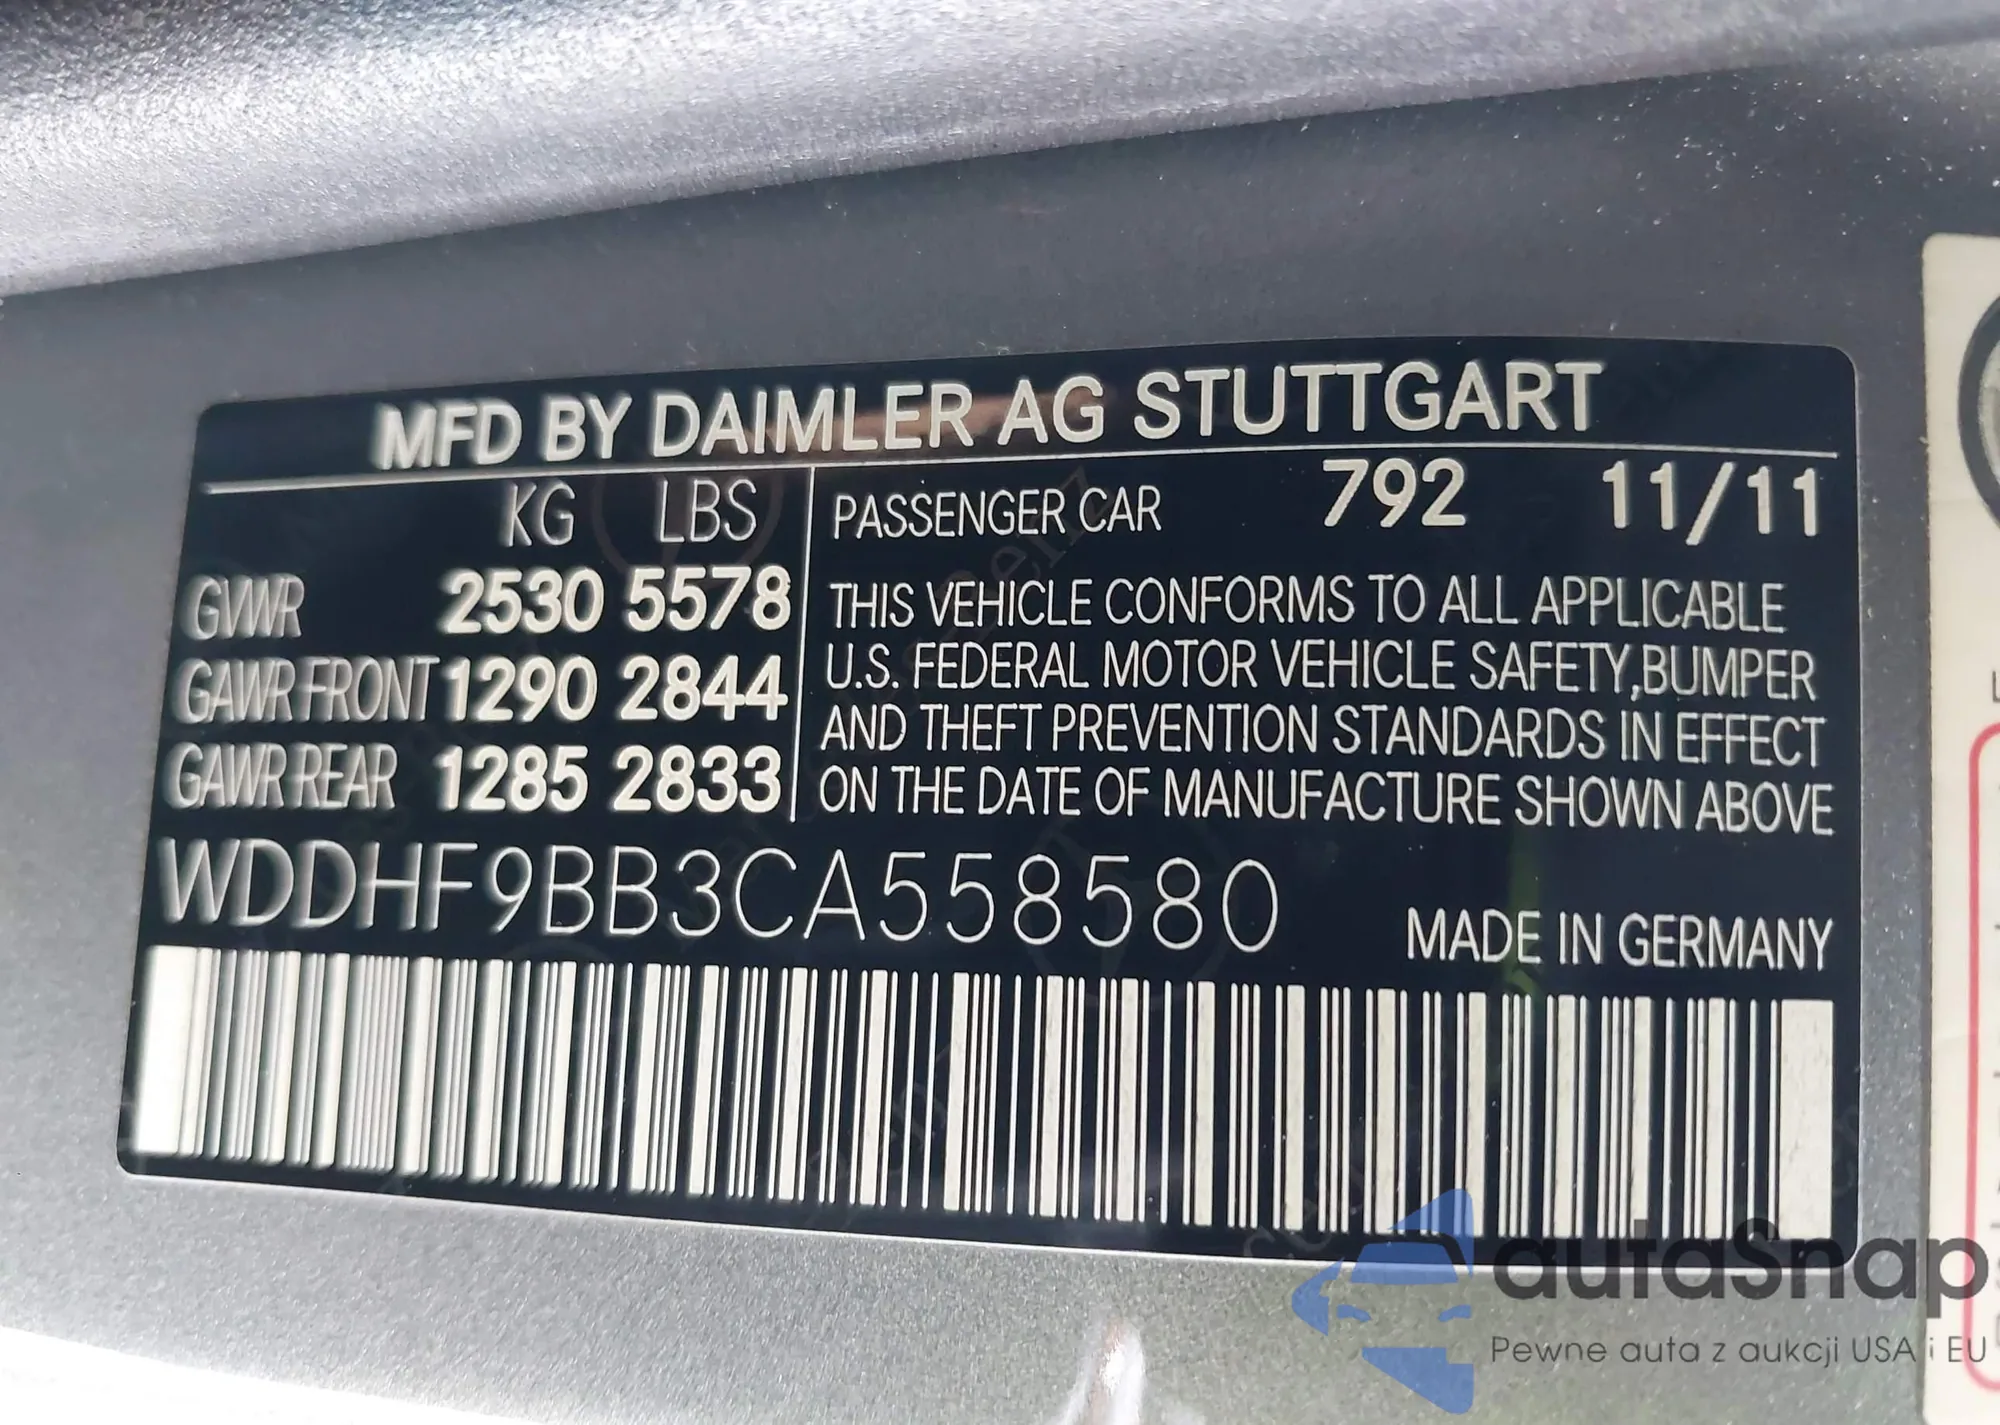 MFD BY DAIMLER AG STUTTGART
KG LBS
GVWR 2530 5578
GAWR FRONT 1290 2844
GAWR REAR 1285 2833
PASSENGER CAR 792 11/11
THIS VEHICLE CONFORMS TO ALL APPLICABLE
U.S. FEDERAL MOTOR VEHICLE SAFETY, BUMPER
AND THEFT PREVENTION STANDARDS IN EFFECT
ON THE DATE OF MANUFACTURE SHOWN ABOVE
WDDHF9BB3CA558580
MADE IN GERMANY
autaSnap
Pewne auta z aukcji USA i EU